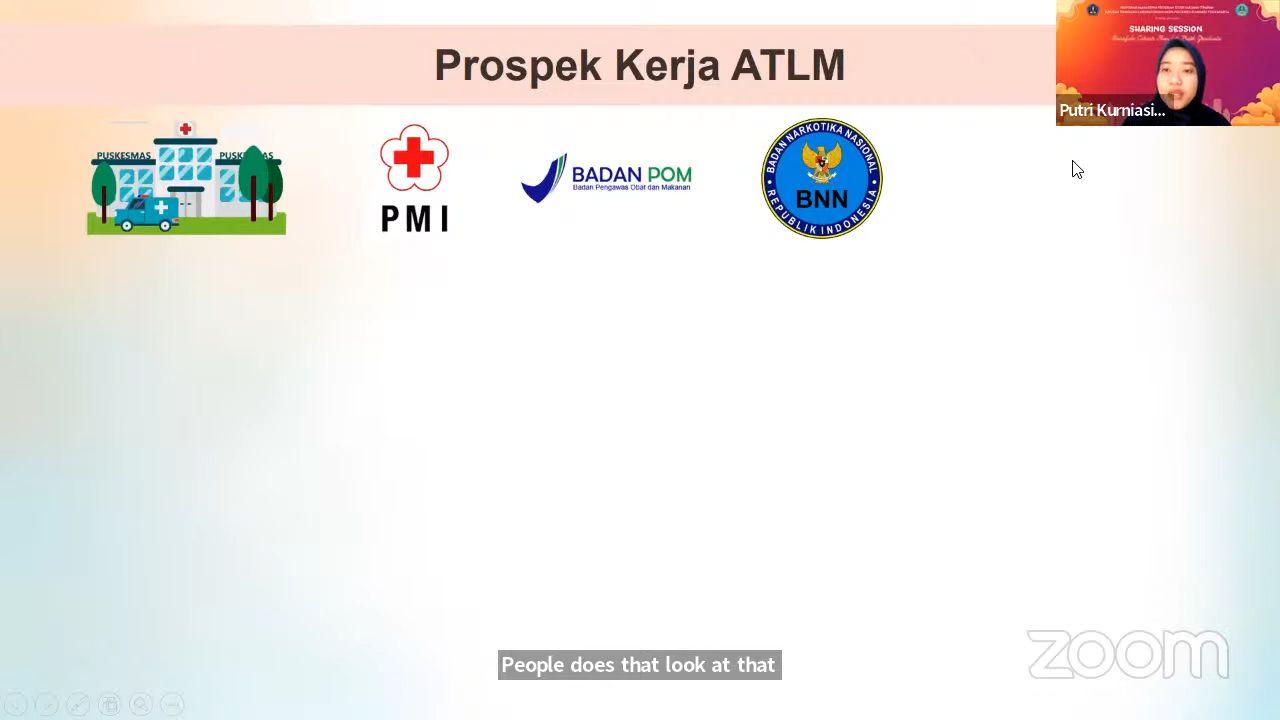 Prospek Kerja ATLM
SHARING SESSION
Putri Kurniasi...
PUSKESMAS
PMI
BADAN POM
Badan Pengawas Obat dan Makanan
BADAN NARKOTIKA NASIONAL
BNN
REPUBLIK INDONESIA
People does that look at that
zoom